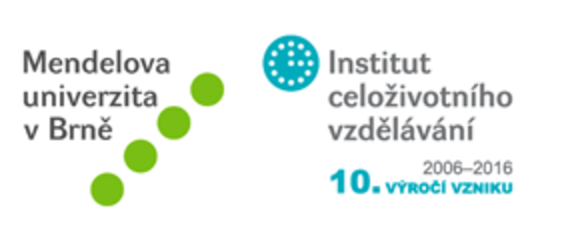 Mendelova
univerzita
v Brně
Institut
celoživotního
vzdělávání
2006–2016
10. VÝROČÍ VZNIKU